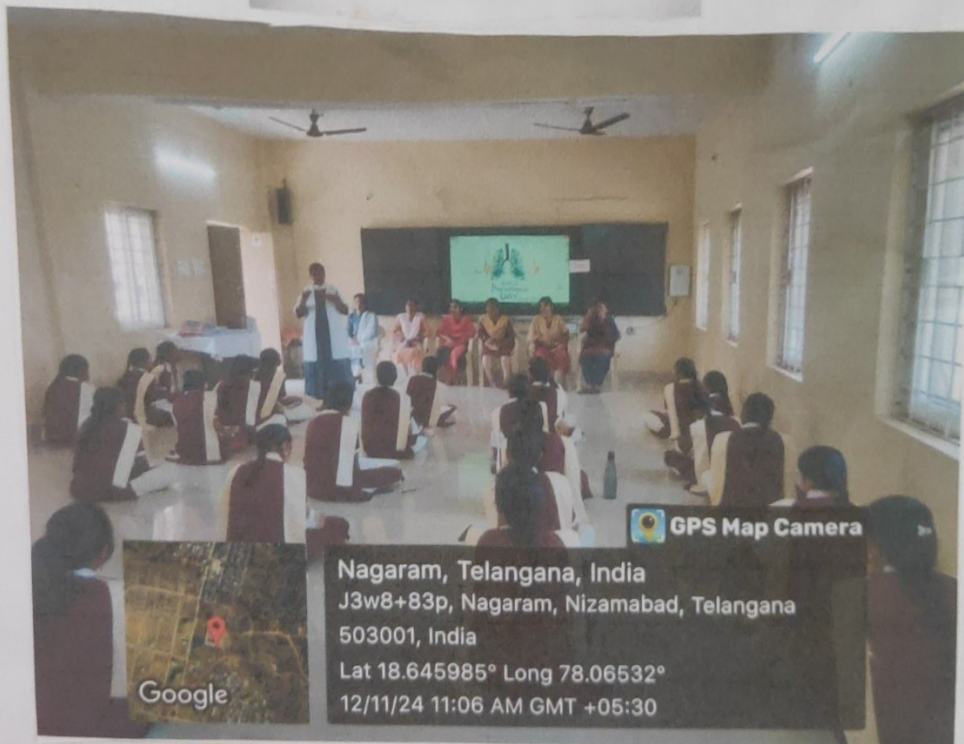 GPS Map Camera
Nagaram, Telangana, India
J3w8+83p, Nagaram, Nizamabad, Telangana
503001, India
Lat 18.645985° Long 78.06532°
12/11/24 11:06 AM GMT +05:30
Google